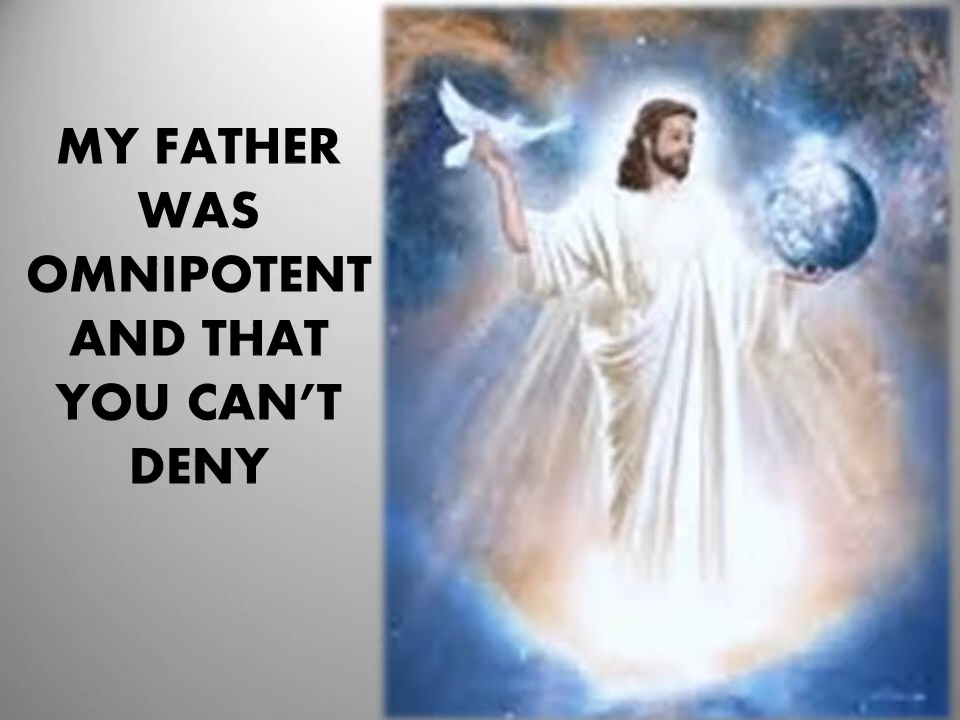 MY FATHER
WAS
OMNIPOTENT
AND THAT
YOU CAN'T
DENY